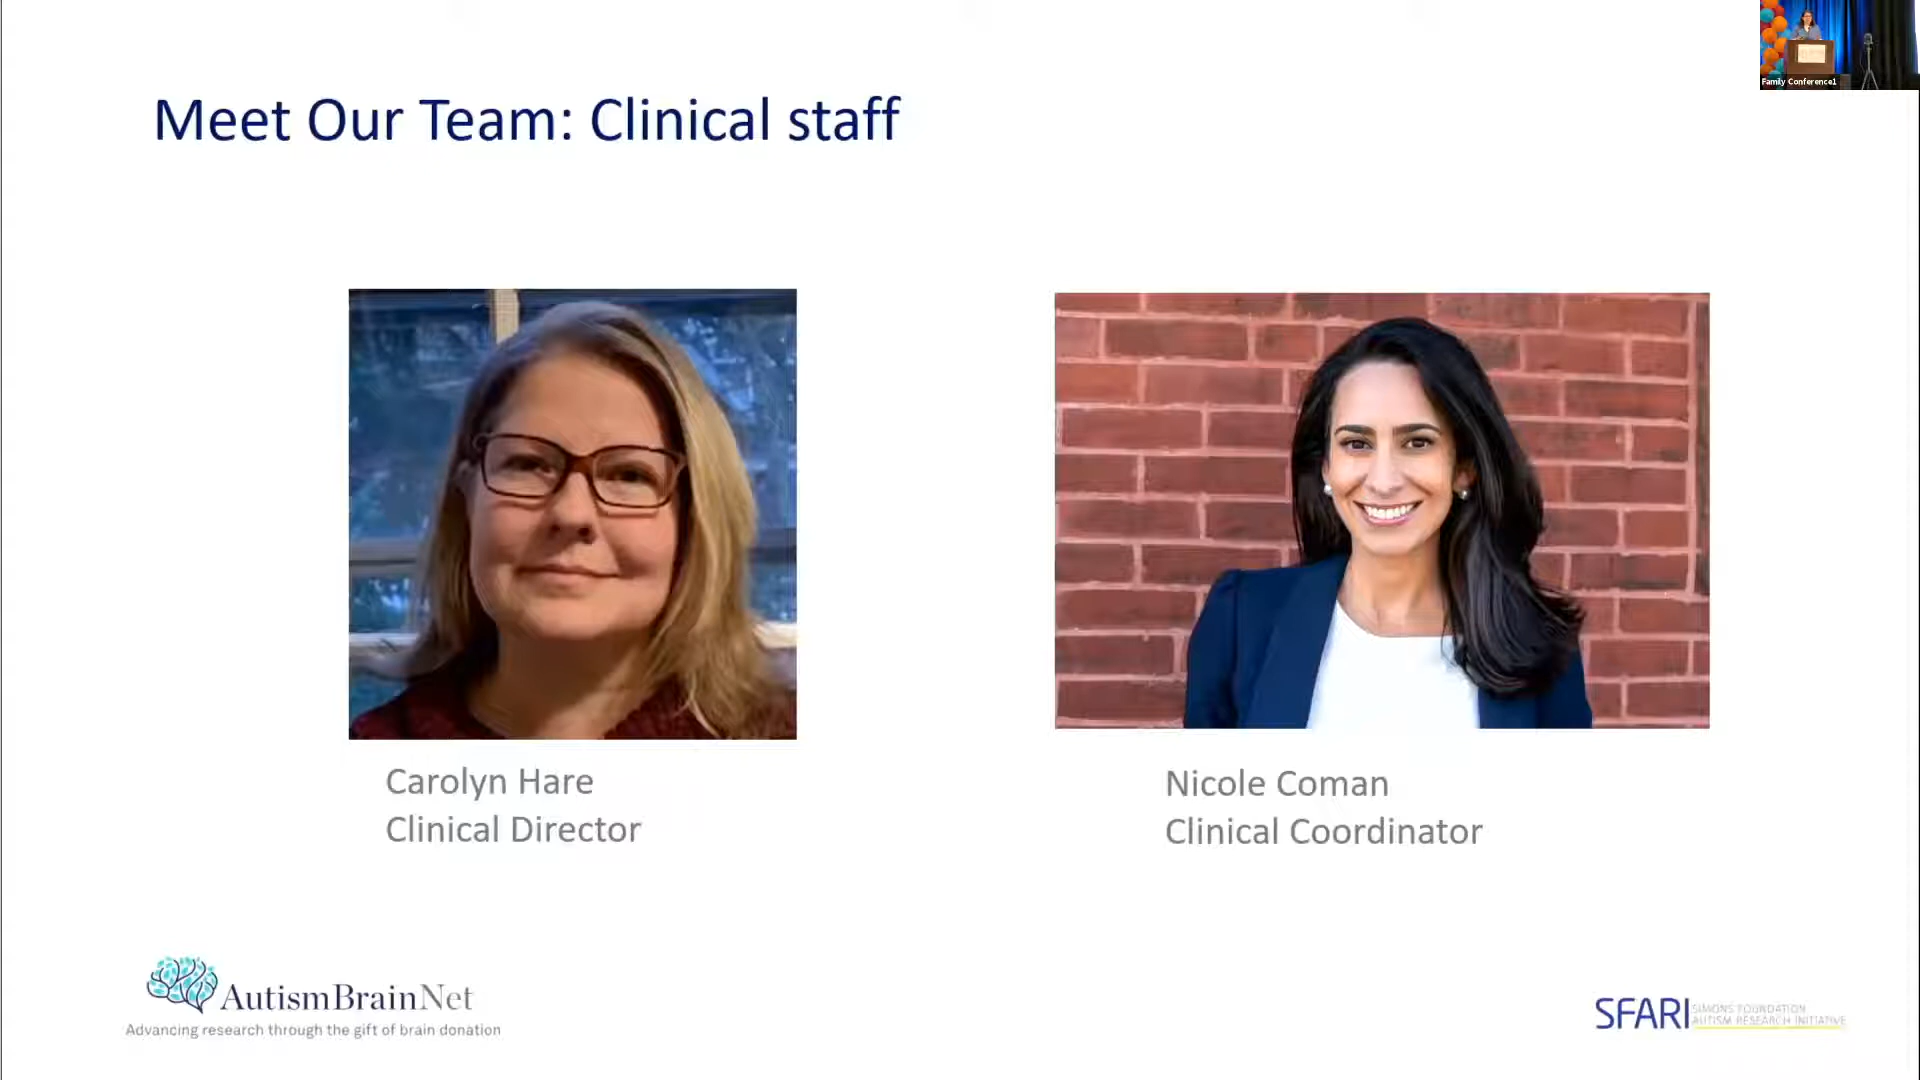 Family Conference1
Meet Our Team: Clinical staff
Carolyn Hare
Clinical Director
Nicole Coman
Clinical Coordinator
AutismBrainNet
Advancing research through the gift of brain donation
SFARI
SIMONS FOUNDATION
AUTISM RESEARCH INITIATIVE